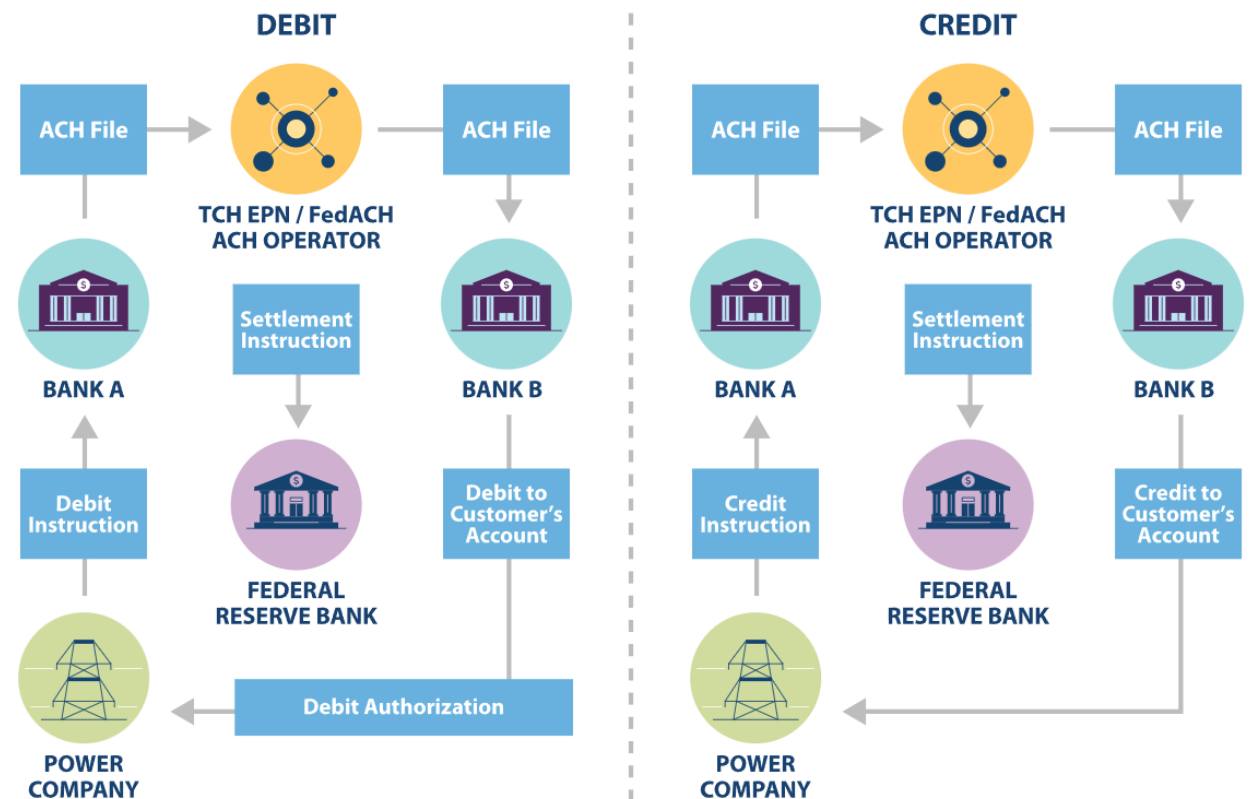 DEBIT
ACH File
TCH EPN / FedACH
ACH OPERATOR
ACH File
BANK A
Settlement
Instruction
BANK B
Debit
Instruction
FEDERAL
RESERVE BANK
Debit to
Customer's
Account
POWER
COMPANY
Debit Authorization
CREDIT
ACH File
TCH EPN / FedACH
ACH OPERATOR
ACH File
BANK A
Settlement
Instruction
BANK B
Credit
Instruction
FEDERAL
RESERVE BANK
Credit to
Customer's
Account
POWER
COMPANY